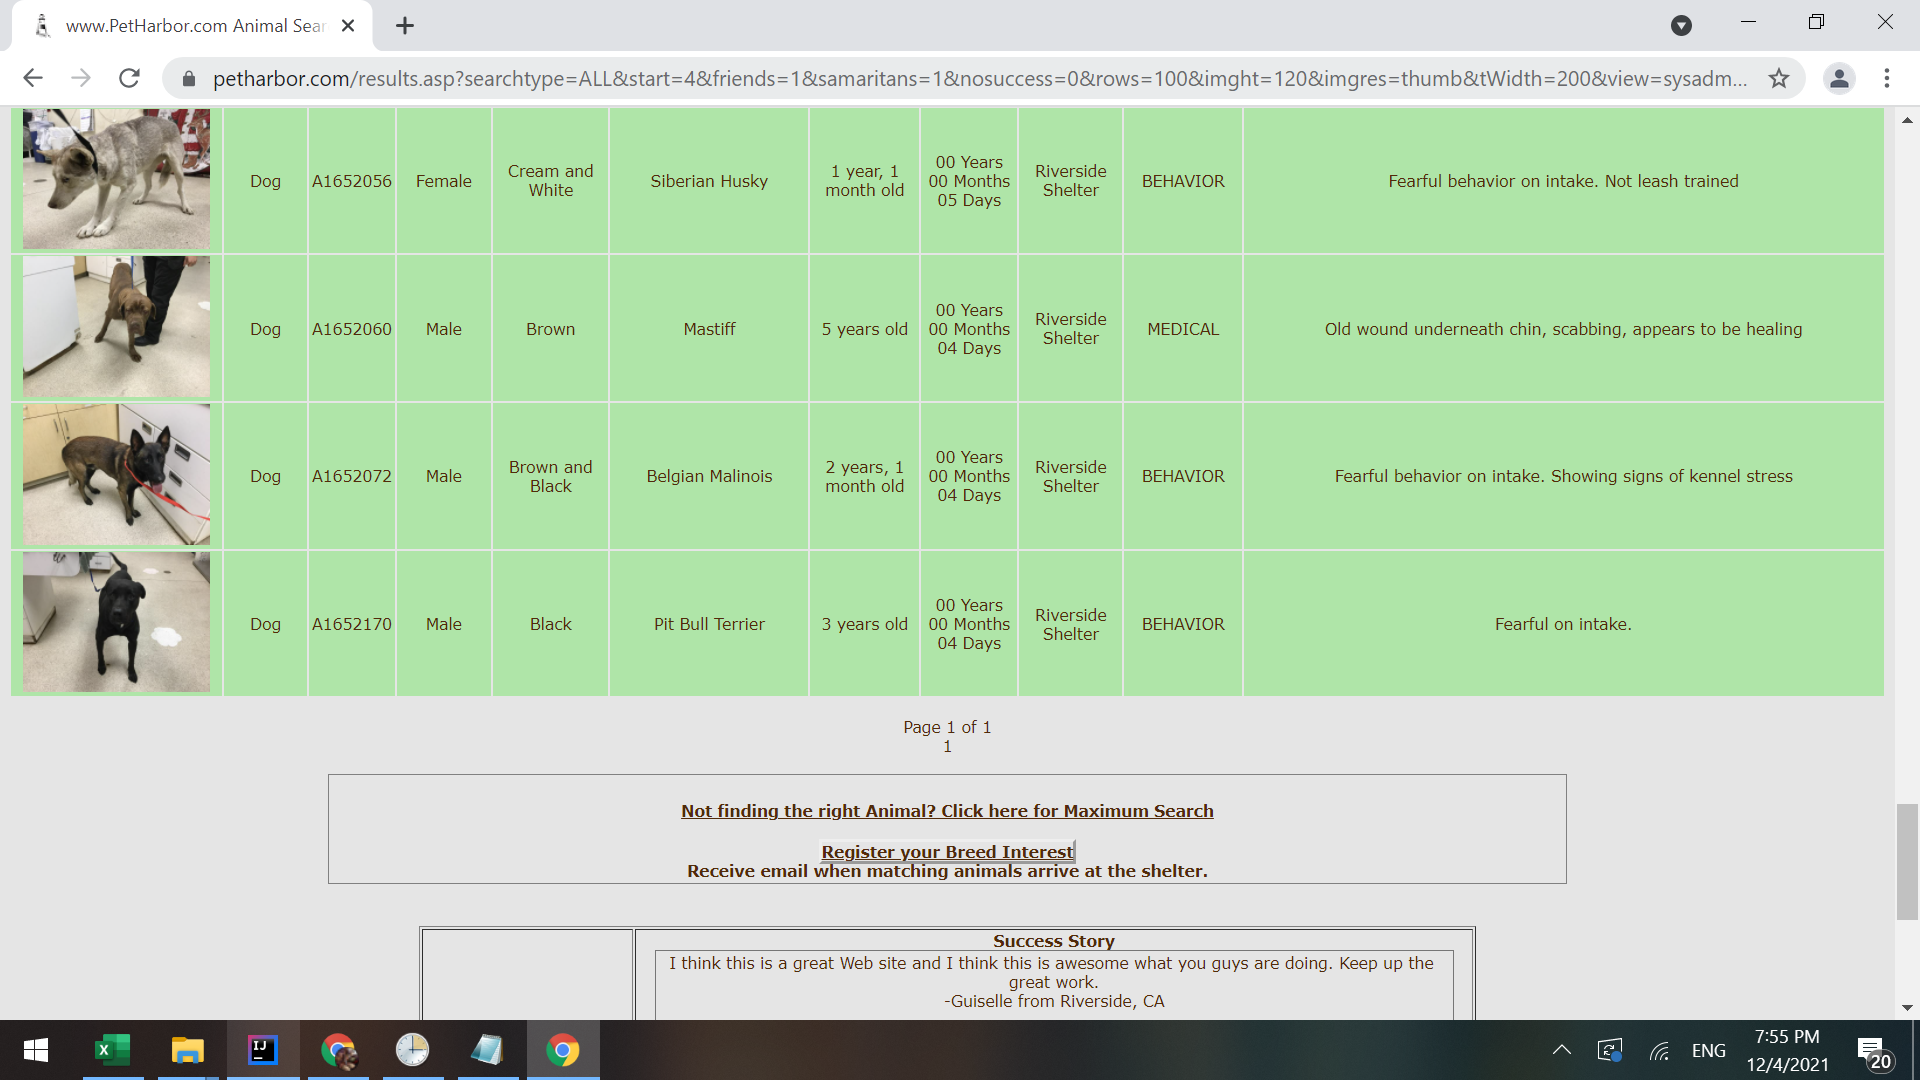 www.PetHarbor.com Animal Sear
petharbor.com/results.asp?searchtype=ALL&start=4&friends=1&samaritans=1&nosuccess=0&rows=100&imght=120&imgres=thumb&tWidth=200&view=sysadm...
Dog A1652056 Female Cream and White Siberian Husky 1 year, 1 month old 00 Years 00 Months 05 Days Riverside Shelter BEHAVIOR Fearful behavior on intake. Not leash trained
Dog A1652060 Male Brown Mastiff 5 years old 00 Years 00 Months 04 Days Riverside Shelter MEDICAL Old wound underneath chin, scabbing, appears to be healing
Dog A1652072 Male Brown and Black Belgian Malinois 2 years, 1 month old 00 Years 00 Months 04 Days Riverside Shelter BEHAVIOR Fearful behavior on intake. Showing signs of kennel stress
Dog A1652170 Male Black Pit Bull Terrier 3 years old 00 Years 00 Months 04 Days Riverside Shelter BEHAVIOR Fearful on intake.
Page 1 of 1
1
Not finding the right Animal? Click here for Maximum Search
Register your Breed Interest
Receive email when matching animals arrive at the shelter.
Success Story
I think this is a great Web site and I think this is awesome what you guys are doing. Keep up the
great work.
-Guiselle from Riverside, CA
ENG
7:55 PM
12/4/2021
20